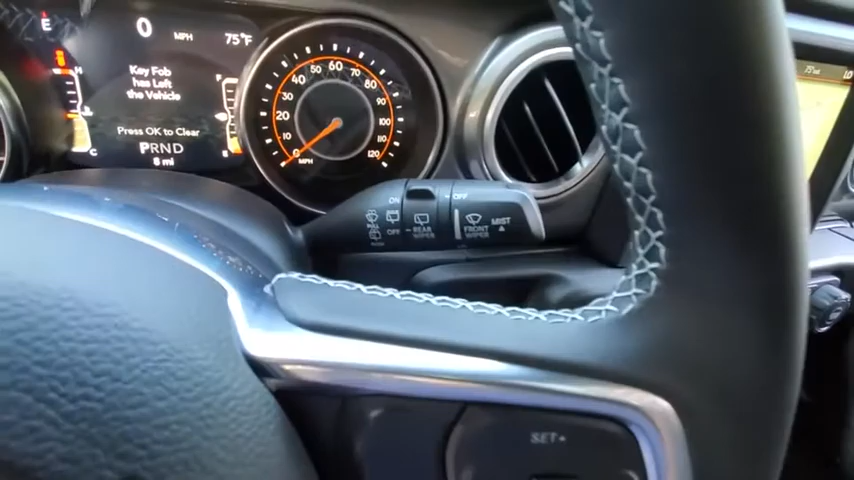 E
0 MPH 75°F
Key Fob
has Left
the Vehicle
Press OK to Clear
PRND
8 mi
H
C
F
E
0
10
20
30
40
50
60
70
80
90
100
110
120
MPH
ON
OFF
PULL
PUSH
OFF
REAR
WIPER
FRONT
WIPER
MIST
SET+